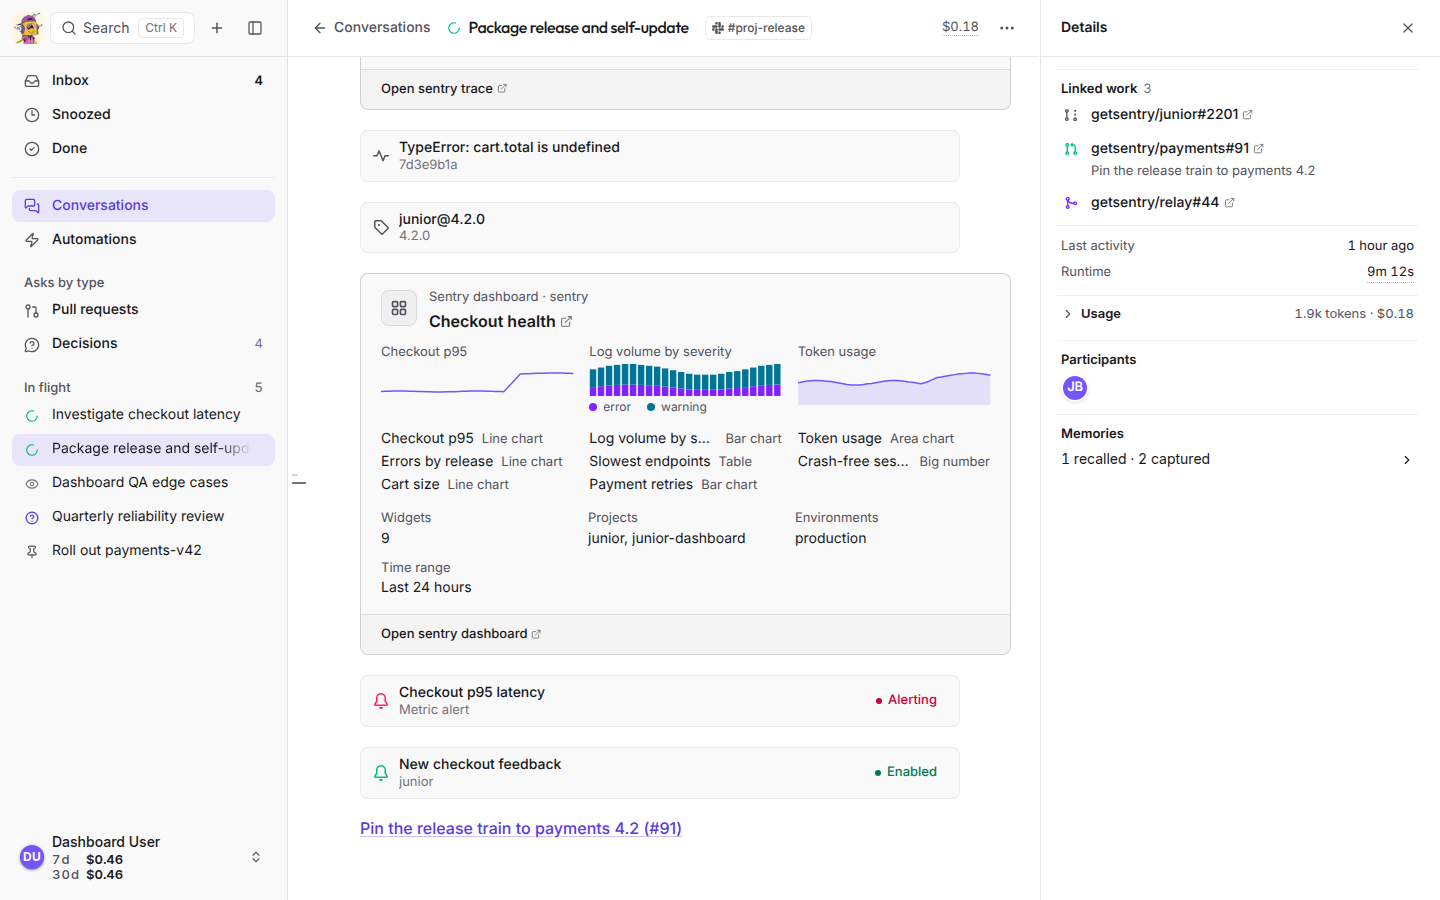 Search Ctrl K
Inbox 4
Snoozed
Done
Conversations
Automations
Asks by type
Pull requests
Decisions 4
In flight 5
Investigate checkout latency
Package release and self-upd
Dashboard QA edge cases
Quarterly reliability review
Roll out payments-v42
DU
Dashboard User
7d $0.46
30d $0.46
Conversations Package release and self-update #proj-release $0.18
Open sentry trace
TypeError: cart.total is undefined
7d3e9b1a
junior@4.2.0
4.2.0
Sentry dashboard · sentry
Checkout health
Checkout p95 Log volume by severity Token usage
error warning
Checkout p95 Line chart Log volume by s... Bar chart Token usage Area chart
Errors by release Line chart Slowest endpoints Table Crash-free ses... Big number
Cart size Line chart Payment retries Bar chart
Widgets Projects Environments
9 junior, junior-dashboard production
Time range
Last 24 hours
Open sentry dashboard
Checkout p95 latency
Metric alert
Alerting
New checkout feedback
junior
Enabled
Pin the release train to payments 4.2 (#91)
Details
Linked work 3
getsentry/junior#2201
getsentry/payments#91
Pin the release train to payments 4.2
getsentry/relay#44
Last activity 1 hour ago
Runtime 9m 12s
Usage 1.9k tokens · $0.18
Participants
JB
Memories
1 recalled · 2 captured